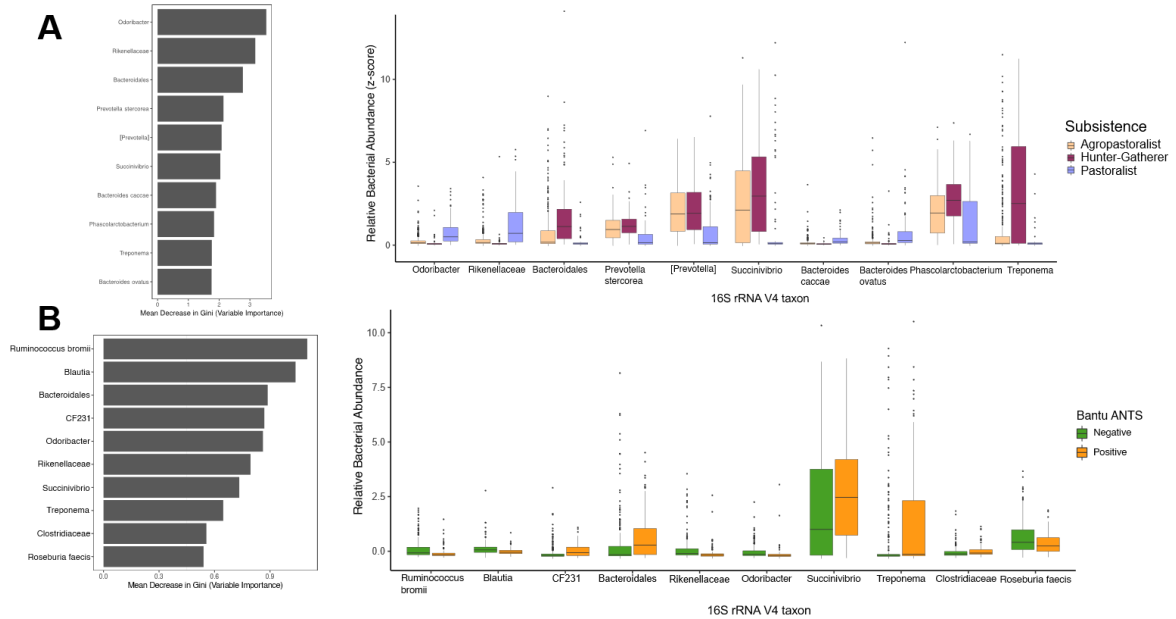 A
Odoribacter
Rikenellaceae
Bacteroidales
Prevotella stercorea
[Prevotella]
Succinivibrio
Bacteroides caccae
Phascolarctobacterium
Treponema
Bacteroides ovatus
0 1 2 3
Mean Decrease in Gini (Variable Importance)
Relative Bacterial Abundance (z-score)
10
5
0
Odoribacter Rikenellaceae Bacteroidales Prevotella [Prevotella] Succinivibrio Bacteroides Bacteroides Phascolarctobacterium Treponema
stercorea caccae ovatus
16S rRNA V4 taxon
Subsistence
Agropastoralist
Hunter-Gatherer
Pastoralist
B
Ruminococcus bromii
Blautia
Bacteroidales
CF231
Odoribacter
Rikenellaceae
Succinivibrio
Treponema
Clostridiaceae
Roseburia faecis
0.0 0.3 0.6 0.9
Mean Decrease in Gini (Variable Importance)
Relative Bacterial Abundance
10.0
7.5
5.0
2.5
0.0
Ruminococcus Blautia CF231 Bacteroidales Rikenellaceae Odoribacter Succinivibrio Treponema Clostridiaceae Roseburia faecis
bromii
16S rRNA V4 taxon
Bantu ANTS
Negative
Positive